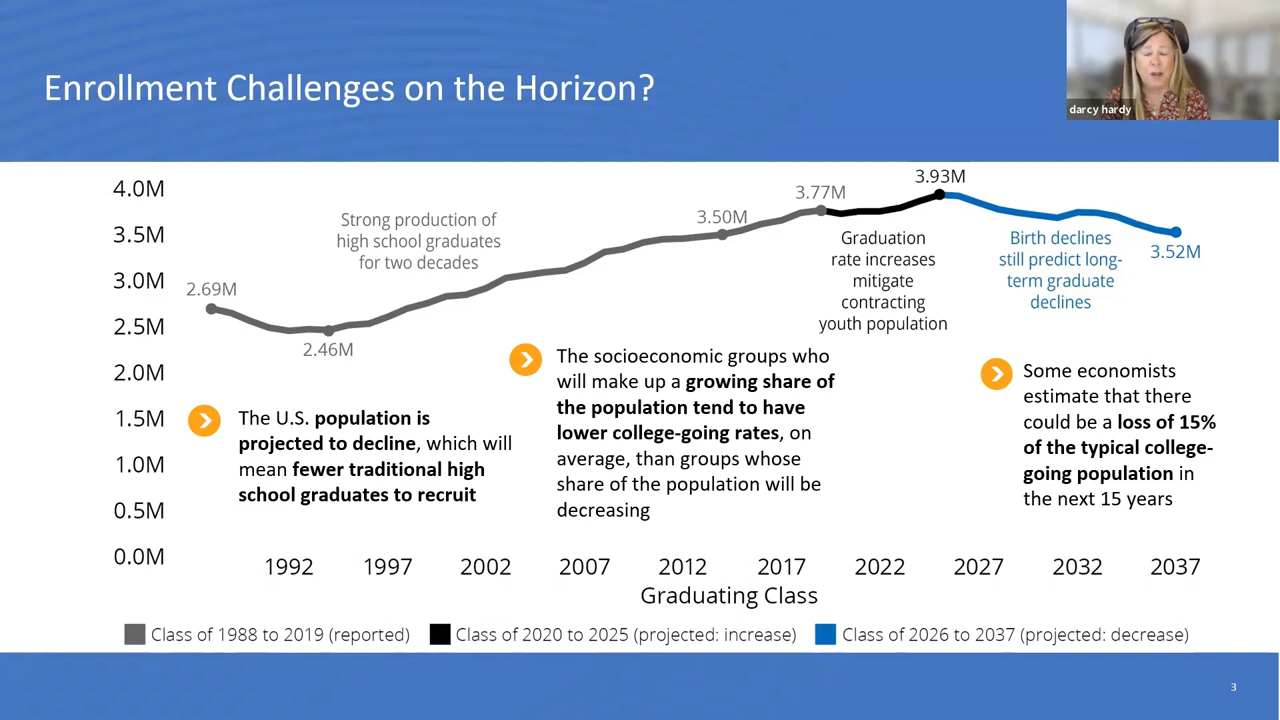 Enrollment Challenges on the Horizon?
darcy hardy
4.0M
3.5M
3.0M
2.5M
2.0M
1.5M
1.0M
0.5M
0.0M
2.69M
2.46M
3.50M
3.77M
3.93M
3.52M
Strong production of
high school graduates
for two decades
Graduation
rate increases
mitigate
contracting
youth population
Birth declines
still predict long-
term graduate
declines
The U.S. population is
projected to decline, which will
mean fewer traditional high
school graduates to recruit
The socioeconomic groups who
will make up a growing share of
the population tend to have
lower college-going rates, on
average, than groups whose
share of the population will be
decreasing
Some economists
estimate that there
could be a loss of 15%
of the typical college-
going population in
the next 15 years
1992 1997 2002 2007 2012 2017 2022 2027 2032 2037
Graduating Class
Class of 1988 to 2019 (reported) Class of 2020 to 2025 (projected: increase) Class of 2026 to 2037 (projected: decrease)
3